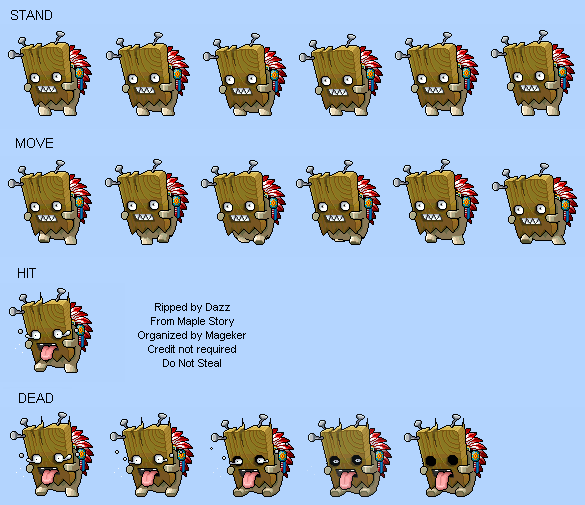 STAND
MOVE
HIT
Ripped by Dazz
From Maple Story
Organized by Mageker
Credit not required
Do Not Steal
DEAD